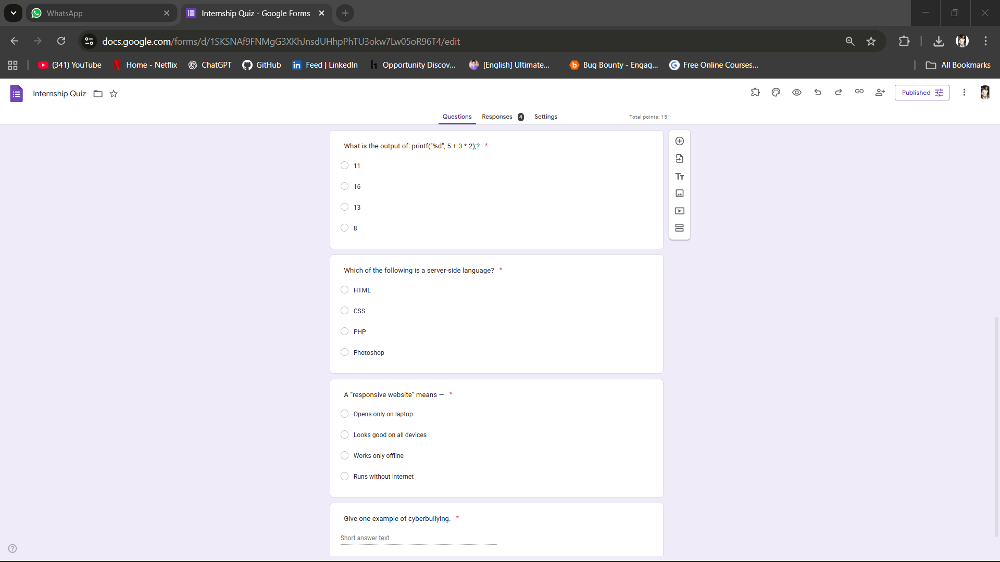 WhatsApp
Internship Quiz - Google Forms
docs.google.com/forms/d/1SKSNAf9FNMgG3XKhJnsdUHhpPhTU3okw7Lw05oR96T4/edit
(341) YouTube
Home - Netflix
ChatGPT
GitHub
Feed | LinkedIn
Opportunity Discov...
[English] Ultimate...
Bug Bounty - Engag...
Free Online Courses...
All Bookmarks
Internship Quiz
Published
Questions
Responses 4
Settings
Total points: 15
What is the output of: printf("%d", 5 + 3 * 2);? *
11
16
13
8
Which of the following is a server-side language? *
HTML
CSS
PHP
Photoshop
A “responsive website” means — *
Opens only on laptop
Looks good on all devices
Works only offline
Runs without internet
Give one example of cyberbullying. *
Short answer text